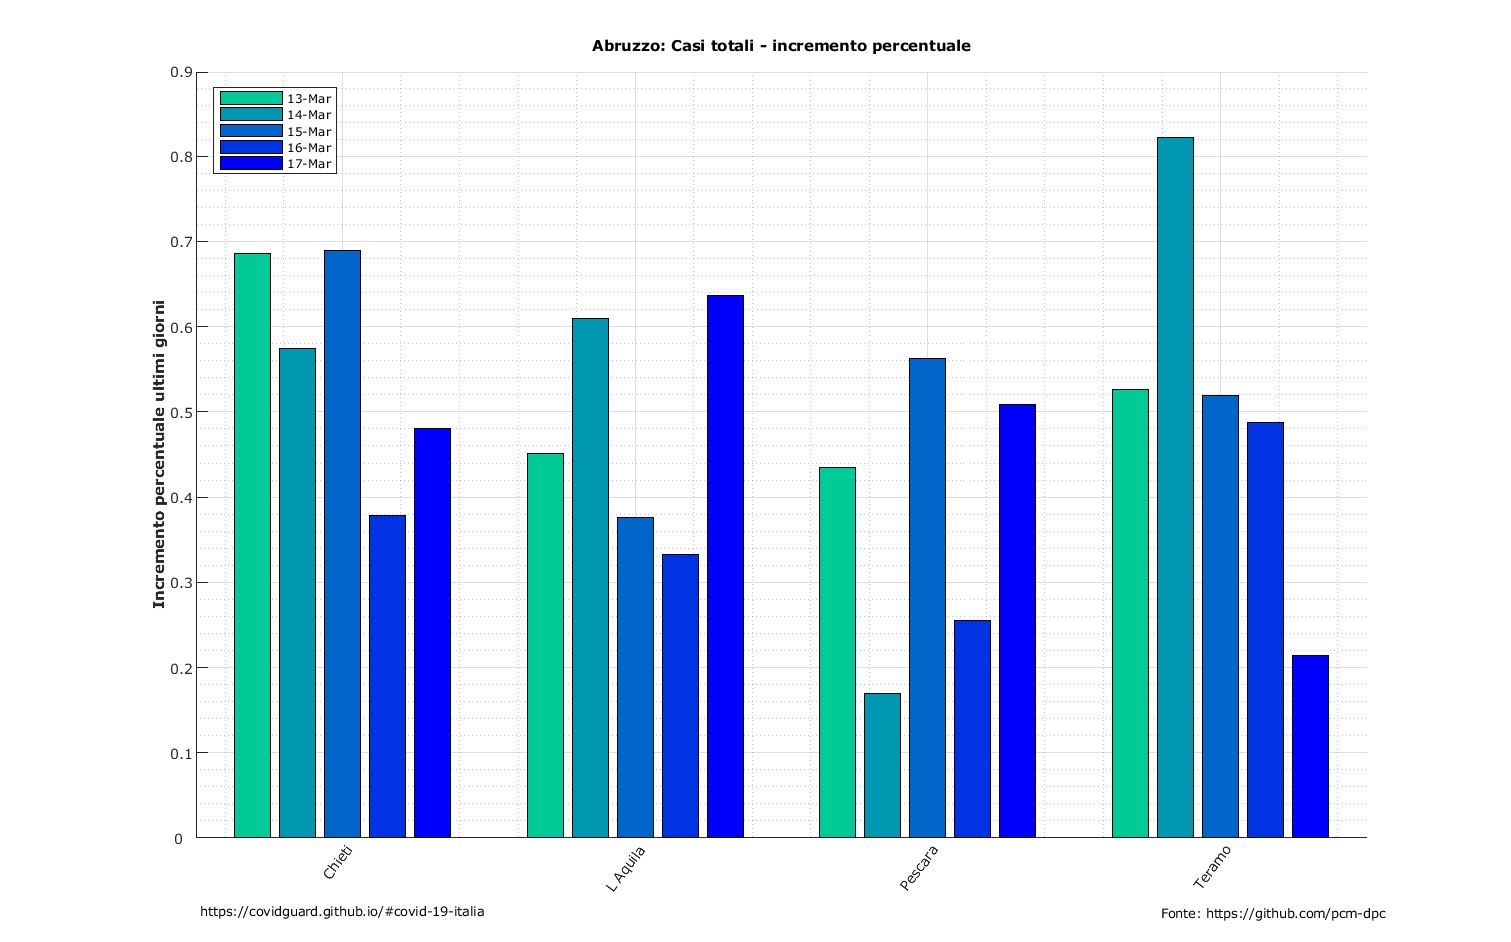 Abruzzo: Casi totali - incremento percentuale
0.9
0.8
0.7
0.6
0.5
0.4
0.3
0.2
0.1
0
Incremento percentuale ultimi giorni
13-Mar
14-Mar
15-Mar
16-Mar
17-Mar
Chieti
L Aquila
Pescara
Teramo
https://covidguard.github.io/#covid-19-italia
Fonte: https://github.com/pcm-dpc